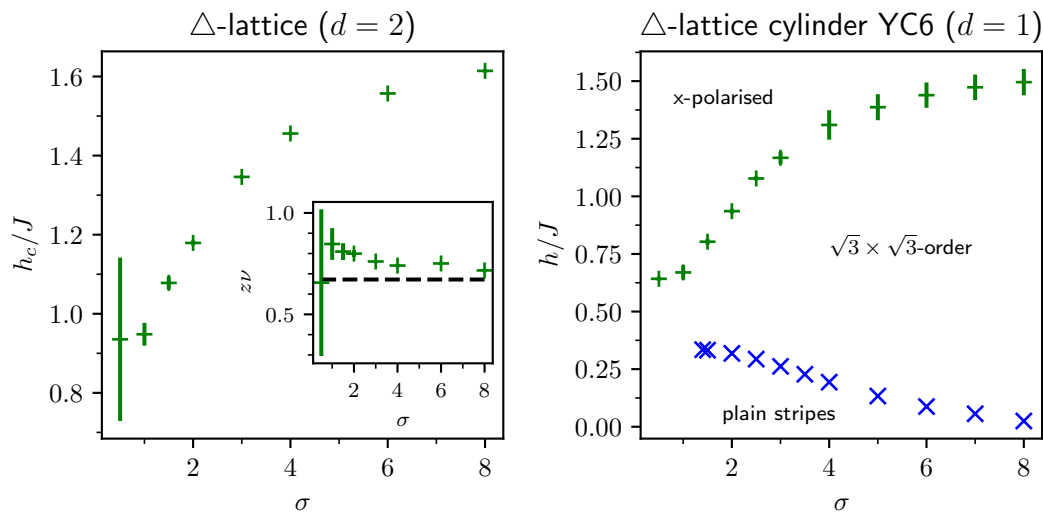 △-lattice (d = 2)
1.6
1.4
1.2
1.0
0.8
h_c/J
2
4
6
8
σ
1.0
0.5
zν
2
4
6
8
σ
△-lattice cylinder YC6 (d = 1)
1.50
1.25
1.00
0.75
0.50
0.25
0.00
h/J
x-polarised
√3 × √3-order
plain stripes
2
4
6
8
σ